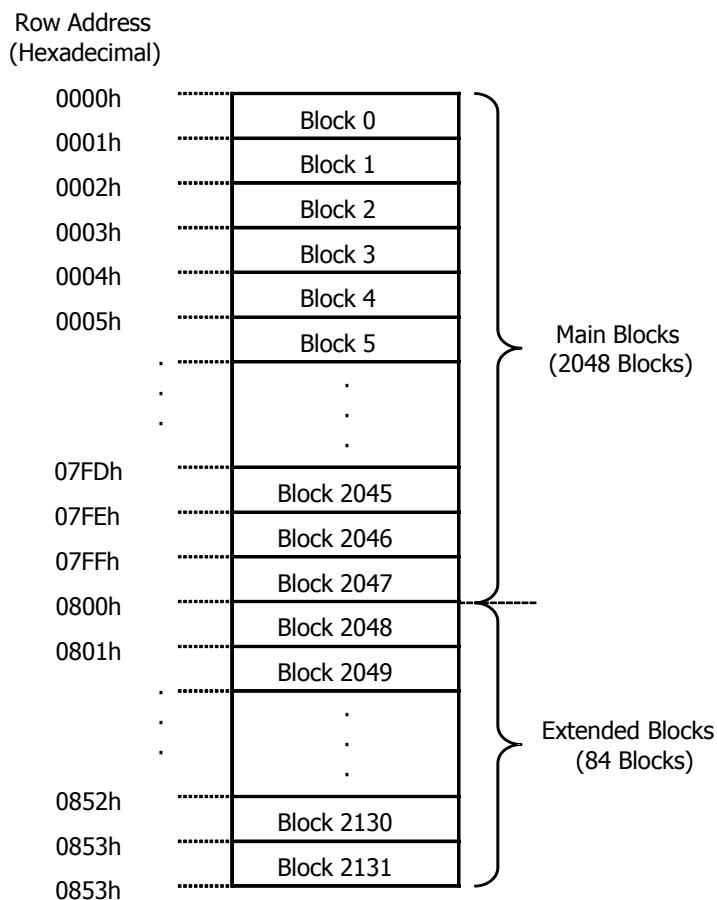 Row Address
(Hexadecimal)
0000h
Block 0
0001h
Block 1
0002h
Block 2
0003h
Block 3
0004h
Block 4
0005h
Block 5
Main Blocks
(2048 Blocks)
.
.
.
.
.
.
07FDh
Block 2045
07FEh
Block 2046
07FFh
Block 2047
0800h
Block 2048
0801h
Block 2049
.
.
.
.
.
.
Extended Blocks
(84 Blocks)
0852h
Block 2130
0853h
Block 2131
0853h